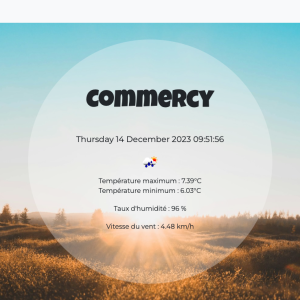 Commercy
Thursday 14 December 2023 09:51:56
Température maximum : 7.39°C
Température minimum : 6.03°C
Taux d'humidité : 96 %
Vitesse du vent : 4.48 km/h